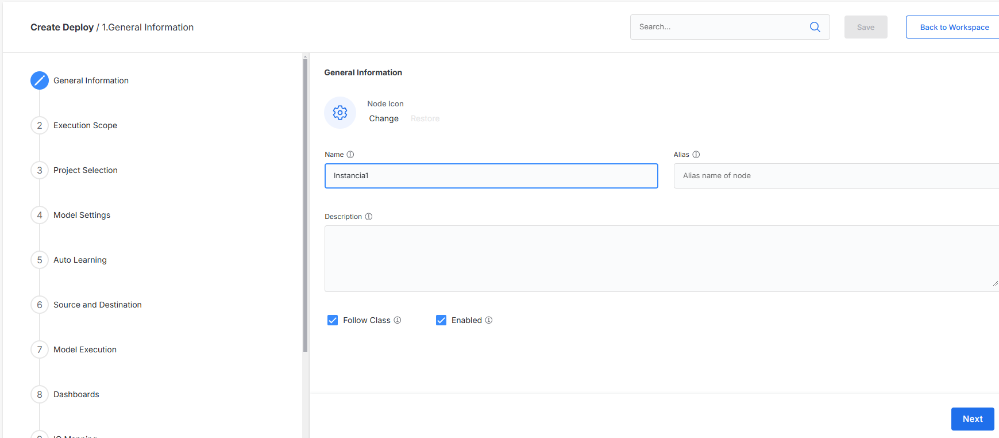 Create Deploy / 1.General Information
Search...
Save
Back to Workspace
General Information
2 Execution Scope
3 Project Selection
4 Model Settings
5 Auto Learning
6 Source and Destination
7 Model Execution
8 Dashboards
General Information
Node Icon
Change Restore
Name
Instancia1
Alias
Alias name of node
Description
Follow Class
Enabled
Next